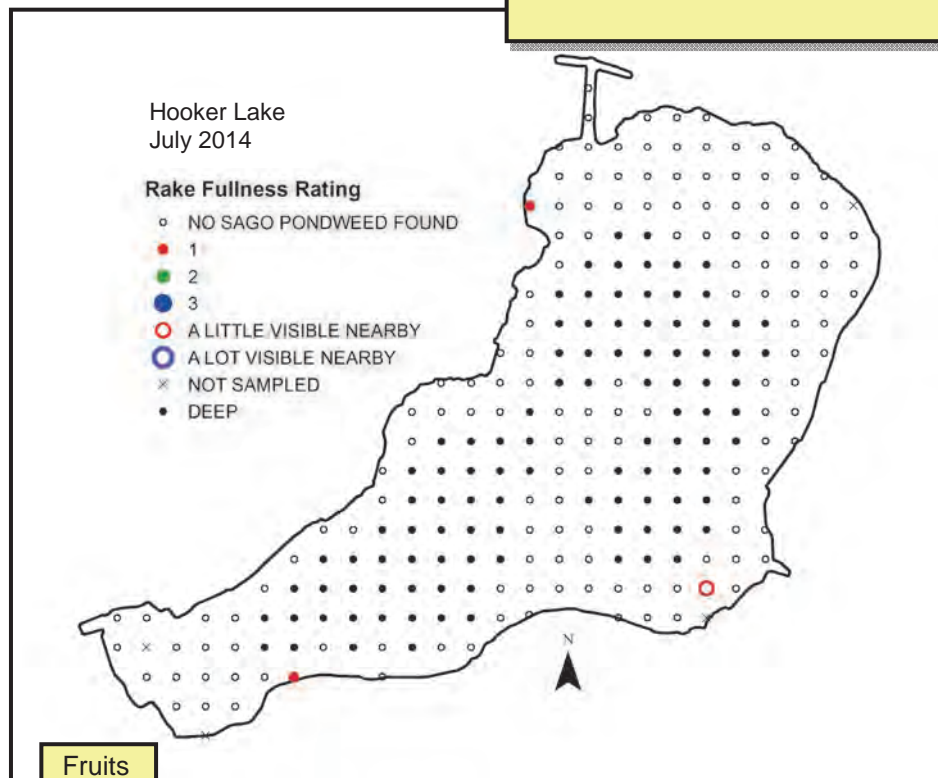 Hooker Lake
July 2014
Rake Fullness Rating
NO SAGO PONDWEED FOUND
1
2
3
A LITTLE VISIBLE NEARBY
A LOT VISIBLE NEARBY
NOT SAMPLED
DEEP
N
Fruits